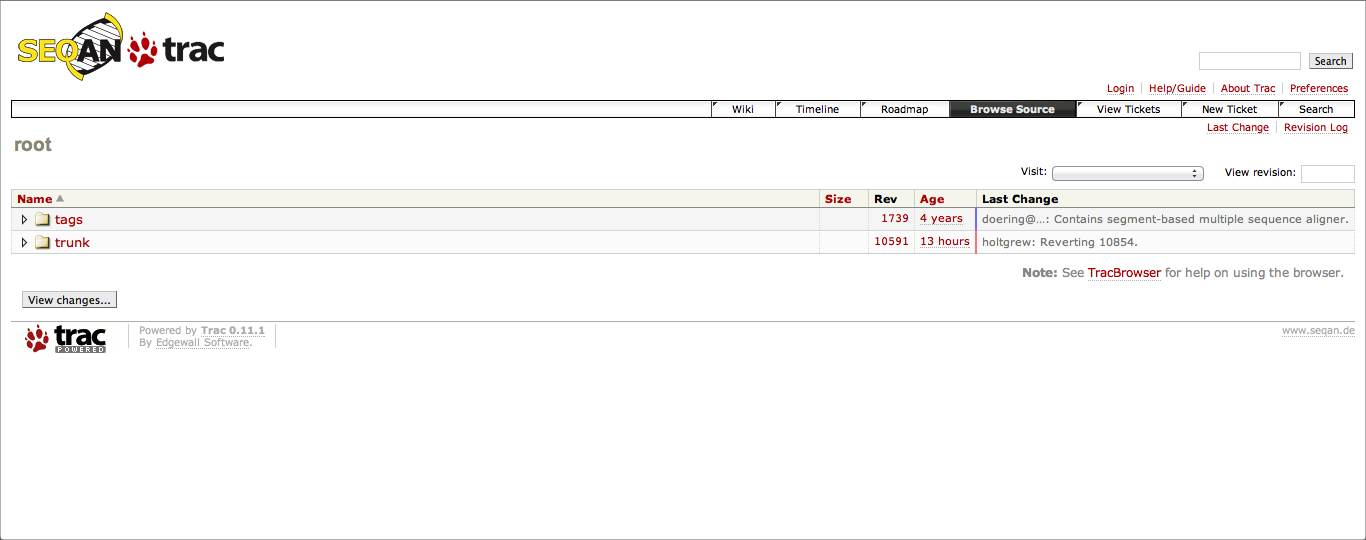 SEQAN trac
Search
Login Help/Guide About Trac Preferences
Wiki Timeline Roadmap Browse Source View Tickets New Ticket Search
Last Change Revision Log
root
Visit: View revision:
Name Size Rev Age Last Change
tags 1739 4 years doering@…: Contains segment-based multiple sequence aligner.
trunk 10591 13 hours holtgrew: Reverting 10854.
Note: See TracBrowser for help on using the browser.
View changes...
trac POWERED
Powered by Trac 0.11.1
By Edgewall Software.
www.seqan.de